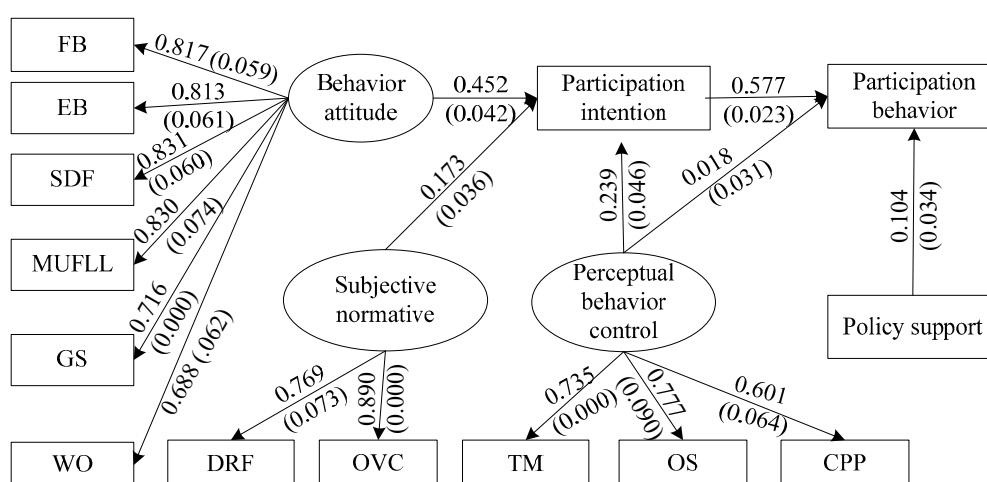 FB
0.817 (0.059)
Behavior
attitude
0.452
(0.042)
Participation
intention
0.577
(0.023)
Participation
behavior
EB
0.813
(0.061)
SDF
0.831
(0.060)
0.173
(0.036)
0.239
(0.046)
0.018
(0.031)
0.104
(0.034)
MUFLL
0.830
(0.074)
Subjective
normative
Perceptual
behavior
control
Policy support
GS
0.716
(0.000)
0.688 (.062)
0.769
(0.073)
0.890
(0.000)
0.735
(0.000)
0.777
(0.090)
0.601
(0.064)
WO
DRF
OVC
TM
OS
CPP